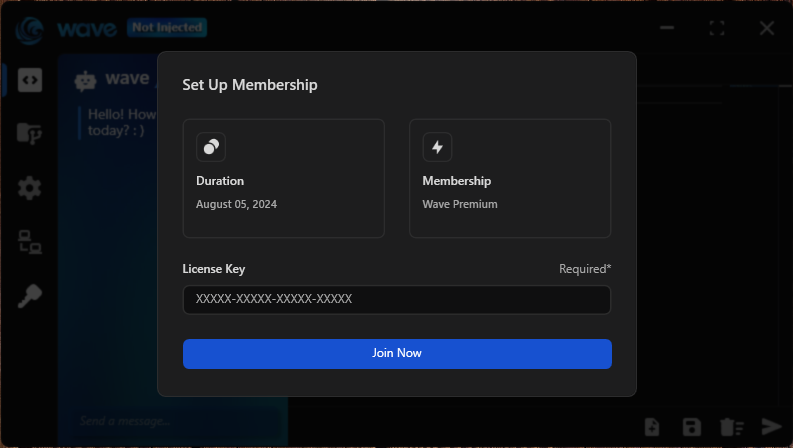 wave Not Injected
wave
Hello! How
today? : )
Set Up Membership
Duration
August 05, 2024
Membership
Wave Premium
License Key
Required*
XXXXX-XXXXX-XXXXX-XXXXX
Join Now
Send a message...